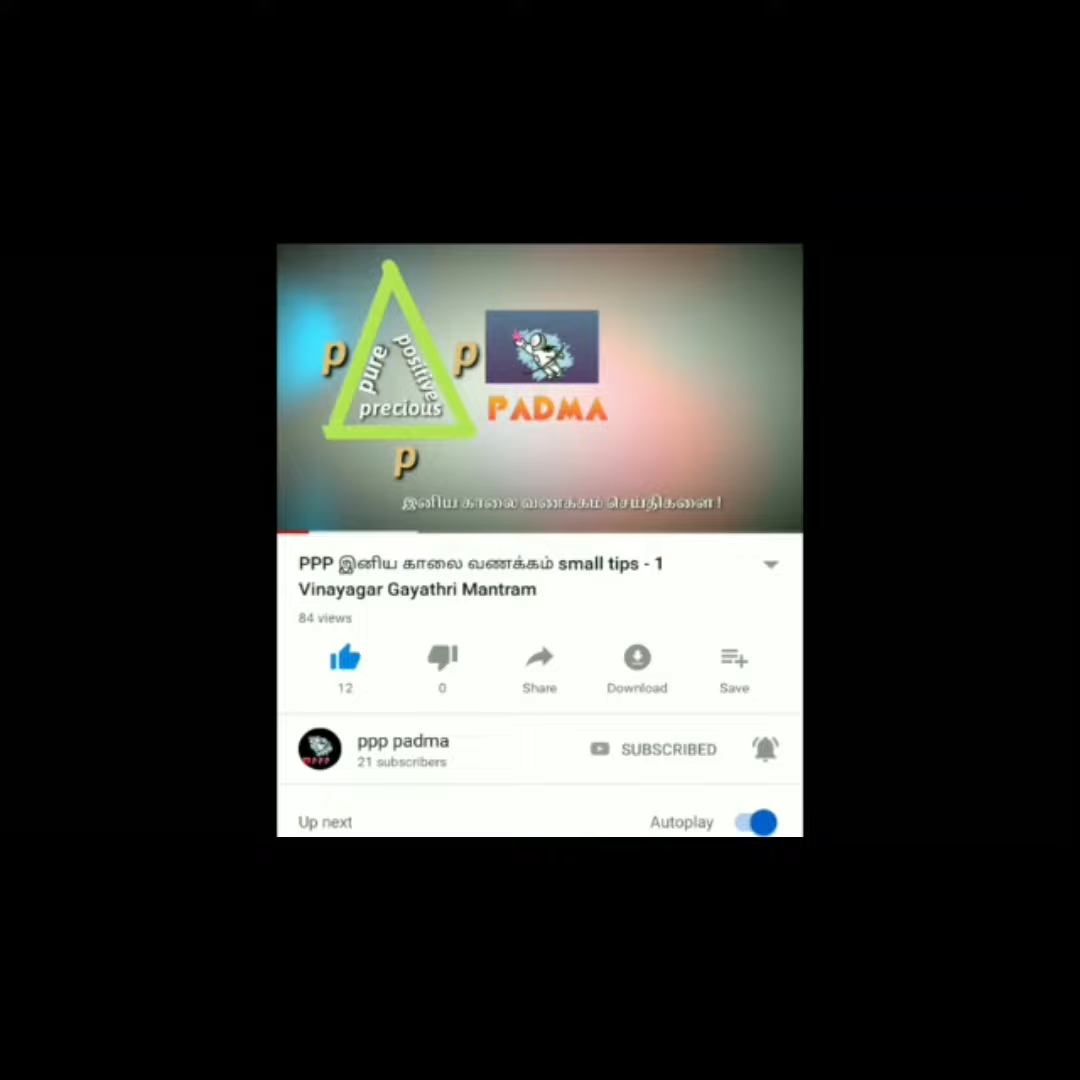 p
p
pure
positive
precious
p
PADMA
இனிய காலை வணக்கம் செய்திகளை!
PPP இனிய காலை வணக்கம் small tips - 1
Vinayagar Gayathri Mantram
84 views
12
0
Share
Download
Save
PPP
ppp padma
21 subscribers
SUBSCRIBED
Up next
Autoplay